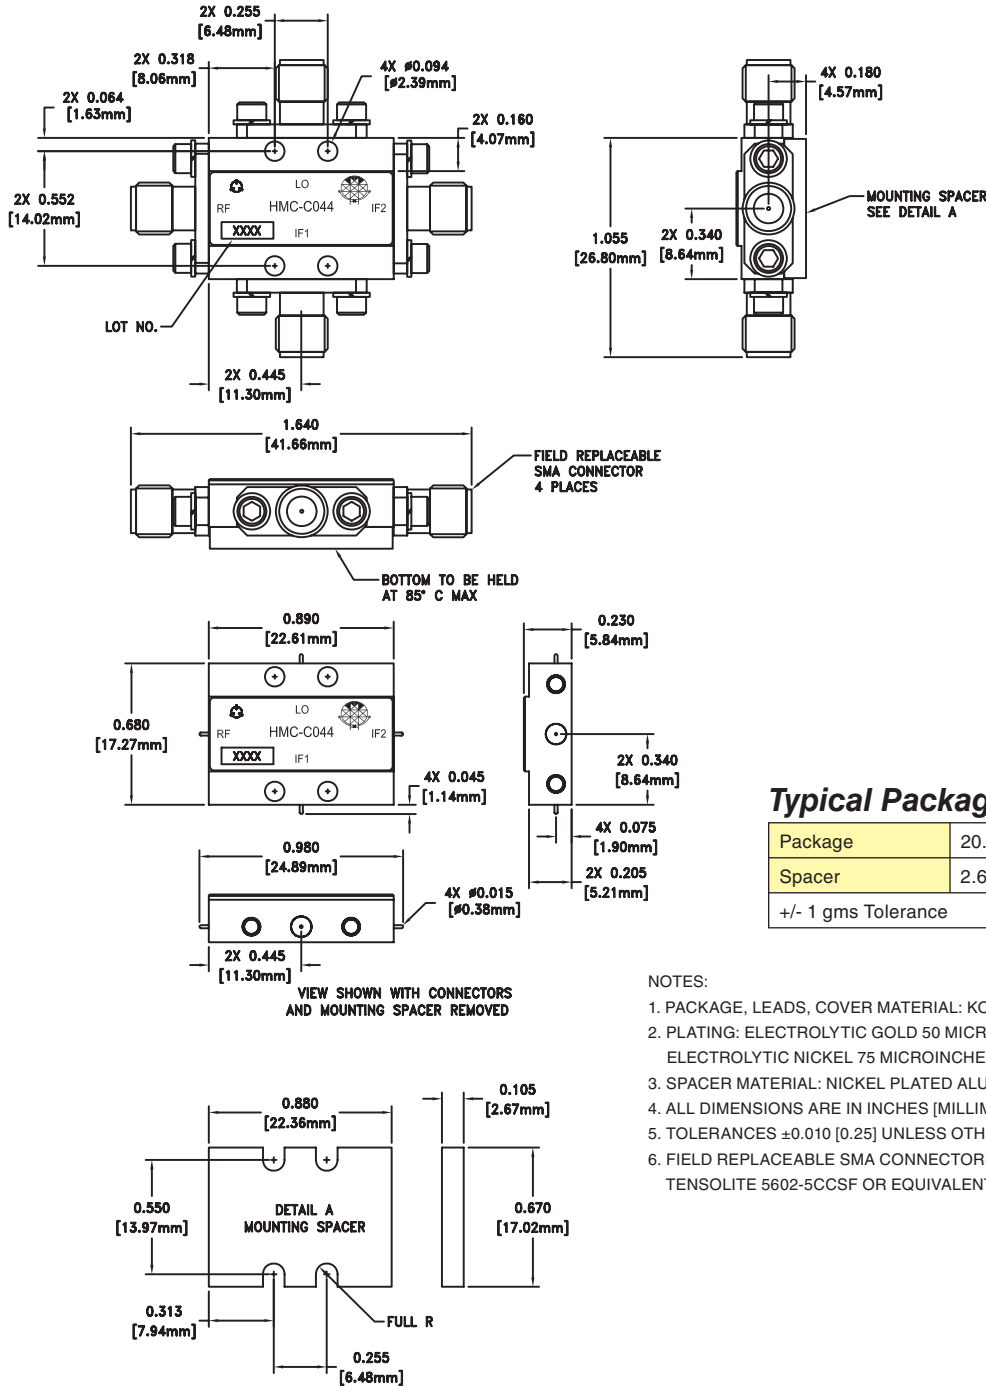 2X 0.255
[6.48mm]
2X 0.318
[8.06mm]
4X ø0.094
[ø2.39mm]
2X 0.064
[1.63mm]
2X 0.160
[4.07mm]
2X 0.552
[14.02mm]
LO
RF
HMC-C044
IF2
XXXX
IF1
LOT NO.
2X 0.445
[11.30mm]
4X 0.180
[4.57mm]
MOUNTING SPACER
SEE DETAIL A
1.055
[26.80mm]
2X 0.340
[8.64mm]
1.640
[41.66mm]
FIELD REPLACEABLE
SMA CONNECTOR
4 PLACES
BOTTOM TO BE HELD
AT 85° C MAX
0.890
[22.61mm]
0.680
[17.27mm]
LO
RF
HMC-C044
IF2
XXXX
IF1
4X 0.045
[1.14mm]
0.230
[5.84mm]
2X 0.340
[8.64mm]
4X 0.075
[1.90mm]
2X 0.205
[5.21mm]
0.980
[24.89mm]
4X ø0.015
[ø0.38mm]
2X 0.445
[11.30mm]
VIEW SHOWN WITH CONNECTORS
AND MOUNTING SPACER REMOVED
Typical Packag
Package 20.
Spacer 2.6
+/- 1 gms Tolerance
NOTES:
1. PACKAGE, LEADS, COVER MATERIAL: KO
2. PLATING: ELECTROLYTIC GOLD 50 MICR
ELECTROLYTIC NICKEL 75 MICROINCHE
3. SPACER MATERIAL: NICKEL PLATED ALU
4. ALL DIMENSIONS ARE IN INCHES [MILLIM
5. TOLERANCES ±0.010 [0.25] UNLESS OTH
6. FIELD REPLACEABLE SMA CONNECTOR
TENSOLITE 5602-5CCSF OR EQUIVALENT
0.880
[22.36mm]
0.105
[2.67mm]
0.550
[13.97mm]
DETAIL A
MOUNTING SPACER
0.670
[17.02mm]
0.313
[7.94mm]
FULL R
0.255
[6.48mm]